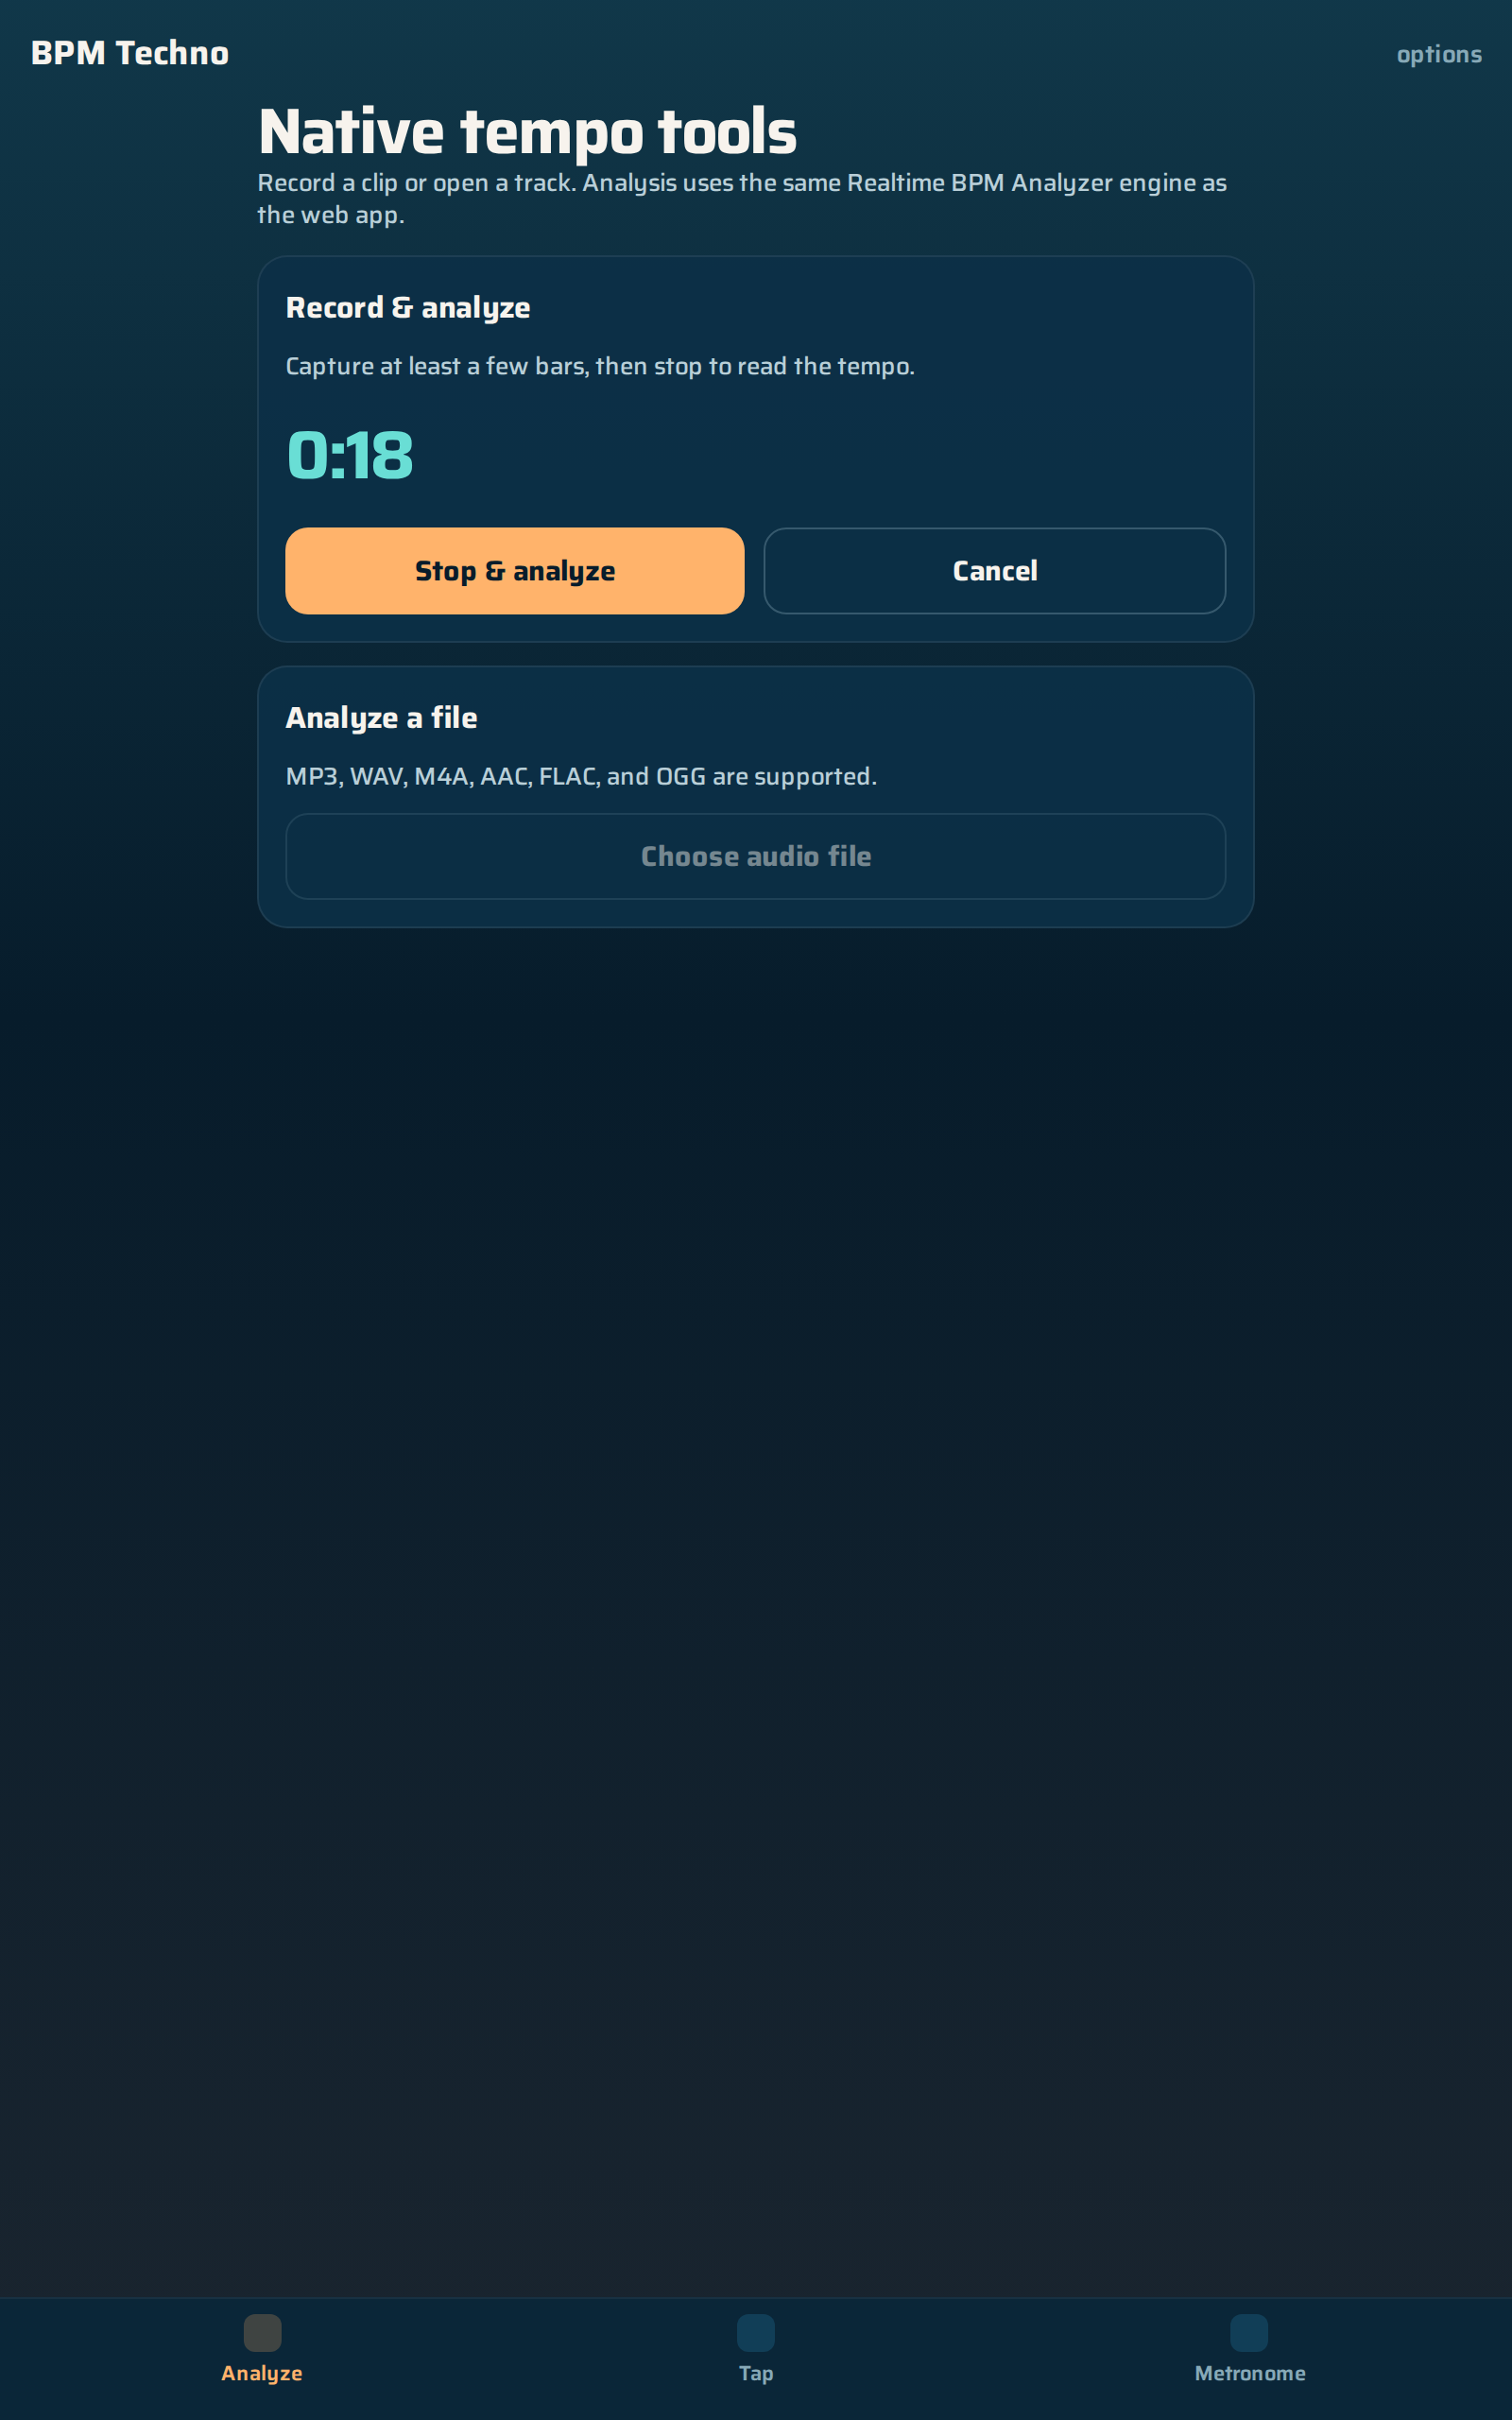 BPM Techno
options
Native tempo tools
Record a clip or open a track. Analysis uses the same Realtime BPM Analyzer engine as
the web app.
Record & analyze
Capture at least a few bars, then stop to read the tempo.
0:18
Stop & analyze
Cancel
Analyze a file
MP3, WAV, M4A, AAC, FLAC, and OGG are supported.
Choose audio file
Analyze
Tap
Metronome